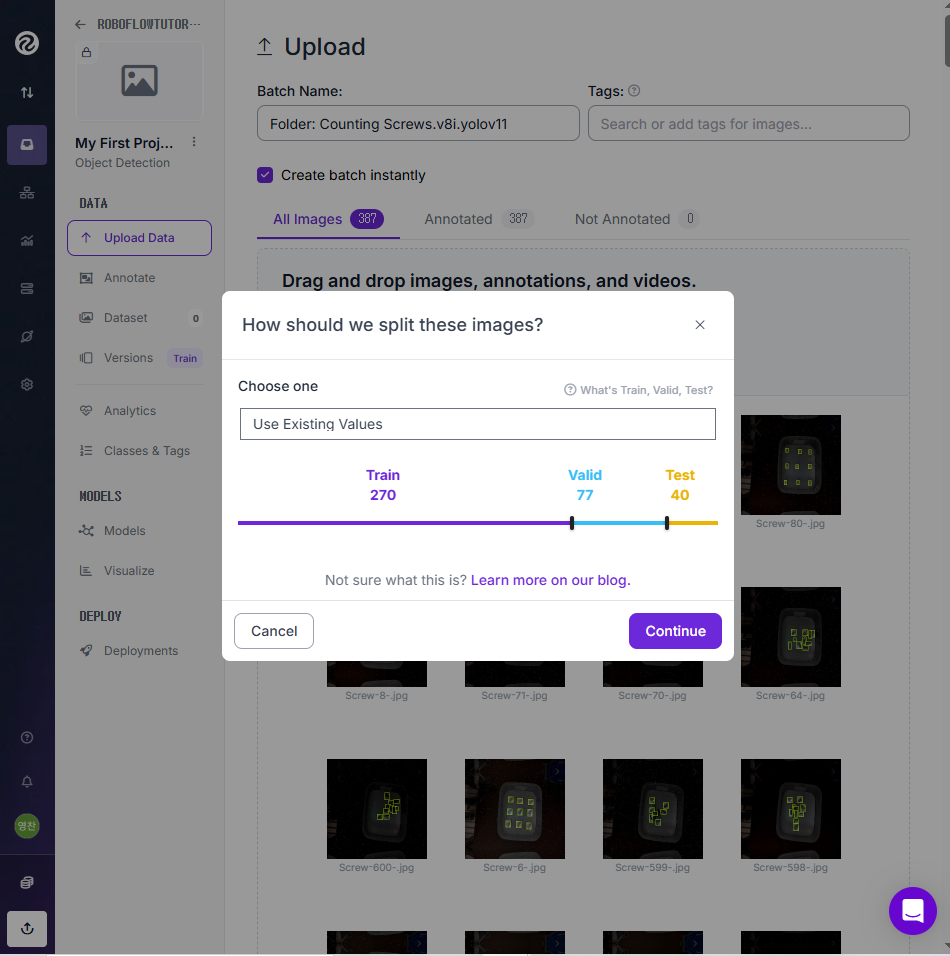 ROBOFLOWTUTOR...
My First Proj...
Object Detection
DATA
Upload Data
Annotate
Dataset 0
Versions Train
Analytics
Classes & Tags
MODELS
Models
Visualize
DEPLOY
Deployments
영찬
Upload
Batch Name:
Tags:
Folder: Counting Screws.v8i.yolov11
Search or add tags for images...
Create batch instantly
All Images 387 Annotated 387 Not Annotated 0
Drag and drop images, annotations, and videos.
How should we split these images?
Choose one
What's Train, Valid, Test?
Use Existing Values
Train Valid Test
270 77 40
Not sure what this is? Learn more on our blog.
Cancel Continue
Screw-80-.jpg
Screw-8-.jpg Screw-71-.jpg Screw-70-.jpg Screw-64-.jpg
Screw-600-.jpg Screw-6-.jpg Screw-599-.jpg Screw-598-.jpg